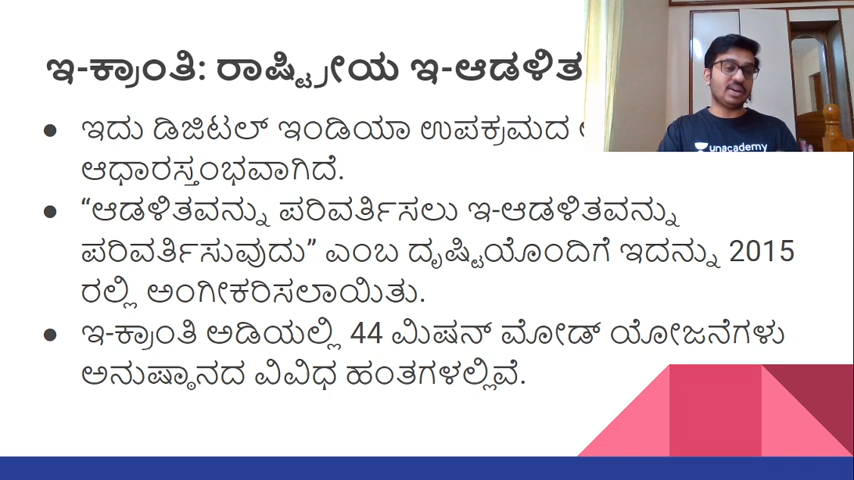 ಇ-ಕ್ರಾಂತಿ: ರಾಷ್ಟ್ರೀಯ ಇ-ಆಡಳಿತ
ಇದು ಡಿಜಿಟಲ್ ಇಂಡಿಯಾ ಉಪಕ್ರಮದ
ಆಧಾರಸ್ತಂಭವಾಗಿದೆ.
“ಆಡಳಿತವನ್ನು ಪರಿವರ್ತಿಸಲು ಇ-ಆಡಳಿತವನ್ನು
ಪರಿವರ್ತಿಸುವುದು” ಎಂಬ ದೃಷ್ಟಿಯೊಂದಿಗೆ ಇದನ್ನು 2015
ರಲ್ಲಿ ಅಂಗೀಕರಿಸಲಾಯಿತು.
ಇ-ಕ್ರಾಂತಿ ಅಡಿಯಲ್ಲಿ 44 ಮಿಷನ್ ಮೋಡ್ ಯೋಜನೆಗಳು
ಅನುಷ್ಠಾನದ ವಿವಿಧ ಹಂತಗಳಲ್ಲಿವೆ.
unacademy